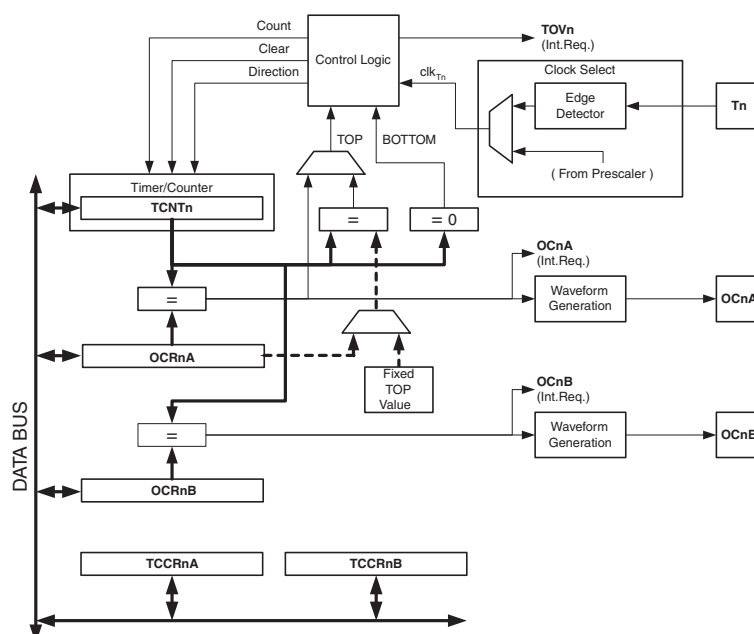 Count
Clear
Direction
Control Logic
TOVn
(Int.Req.)
clkTn
Clock Select
Edge
Detector
Tn
( From Prescaler )
TOP
BOTTOM
Timer/Counter
TCNTn
=
= 0
OCnA
(Int.Req.)
=
Waveform
Generation
OCnA
OCRnA
Fixed
TOP
Value
OCnB
(Int.Req.)
=
Waveform
Generation
OCnB
OCRnB
DATA BUS
TCCRnA
TCCRnB